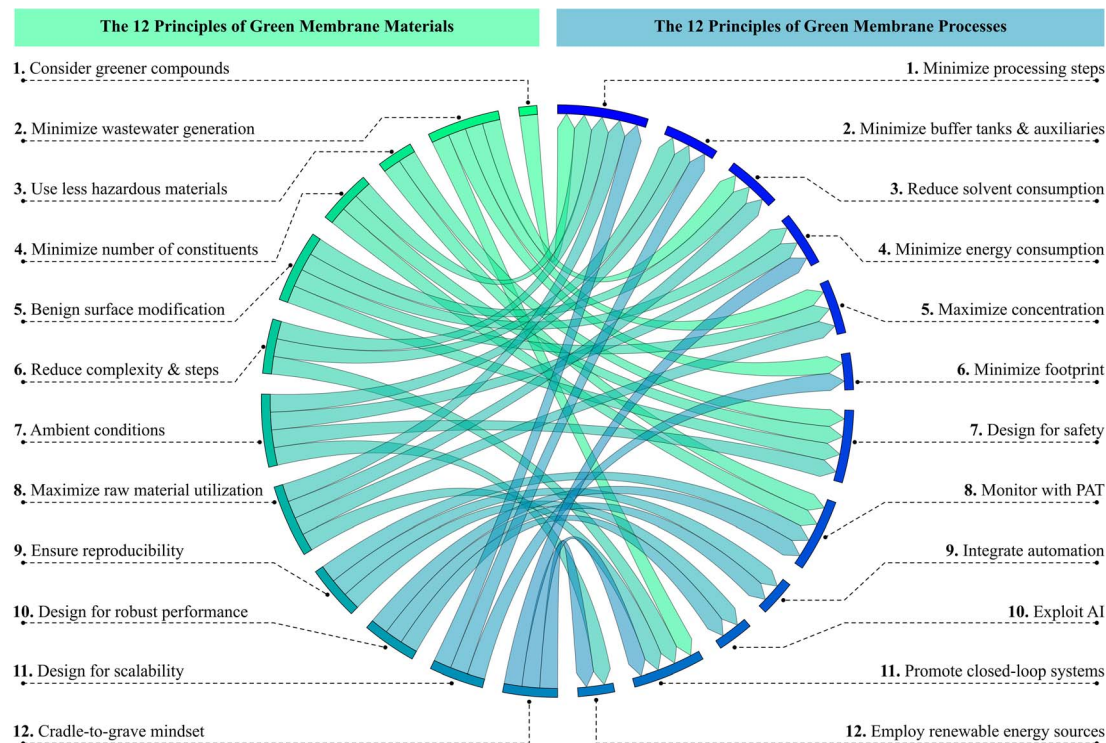 The 12 Principles of Green Membrane Materials
1. Consider greener compounds
2. Minimize wastewater generation
3. Use less hazardous materials
4. Minimize number of constituents
5. Benign surface modification
6. Reduce complexity & steps
7. Ambient conditions
8. Maximize raw material utilization
9. Ensure reproducibility
10. Design for robust performance
11. Design for scalability
12. Cradle-to-grave mindset
The 12 Principles of Green Membrane Processes
1. Minimize processing steps
2. Minimize buffer tanks & auxiliaries
3. Reduce solvent consumption
4. Minimize energy consumption
5. Maximize concentration
6. Minimize footprint
7. Design for safety
8. Monitor with PAT
9. Integrate automation
10. Exploit AI
11. Promote closed-loop systems
12. Employ renewable energy sources